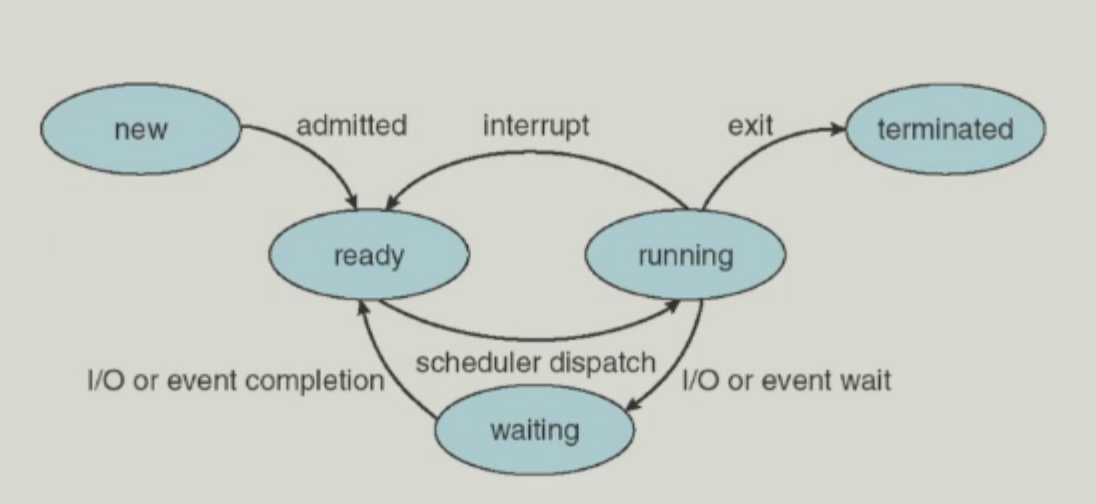 new
admitted
interrupt
exit
terminated
ready
running
scheduler dispatch
I/O or event completion
I/O or event wait
waiting